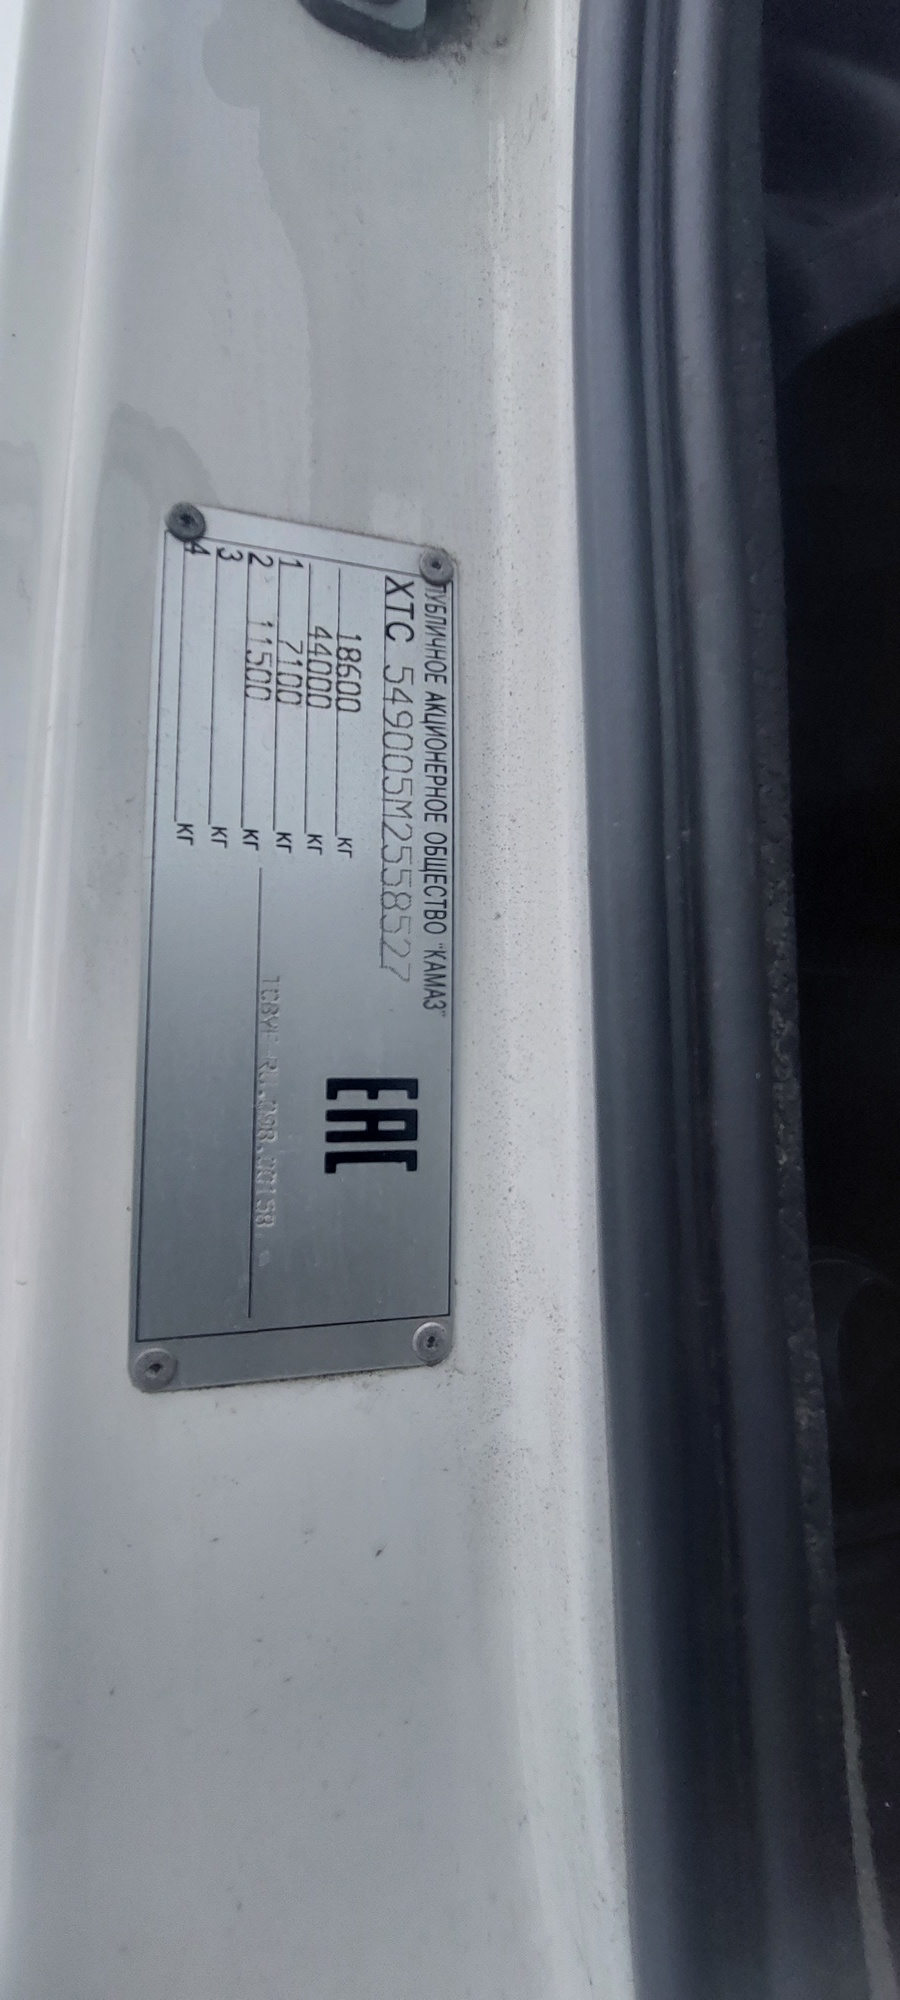 ПУБЛИЧНОЕ АКЦИОНЕРНОЕ ОБЩЕСТВО "КАМАЗ"
XTC 549005M2558527
18600 кг
44000 кг
1 7100 кг
2 11500 кг
3 кг
4 кг
EAC